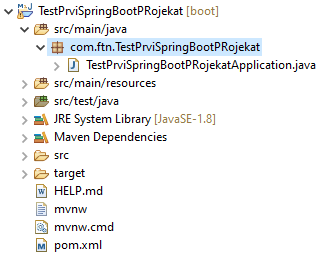 TestPrviSpringBootPRojekat [boot]
src/main/java
com.ftn.TestPrviSpringBootPRojekat
TestPrviSpringBootPRojekatApplication.java
src/main/resources
src/test/java
JRE System Library [JavaSE-1.8]
Maven Dependencies
src
target
HELP.md
mvnw
mvnw.cmd
pom.xml